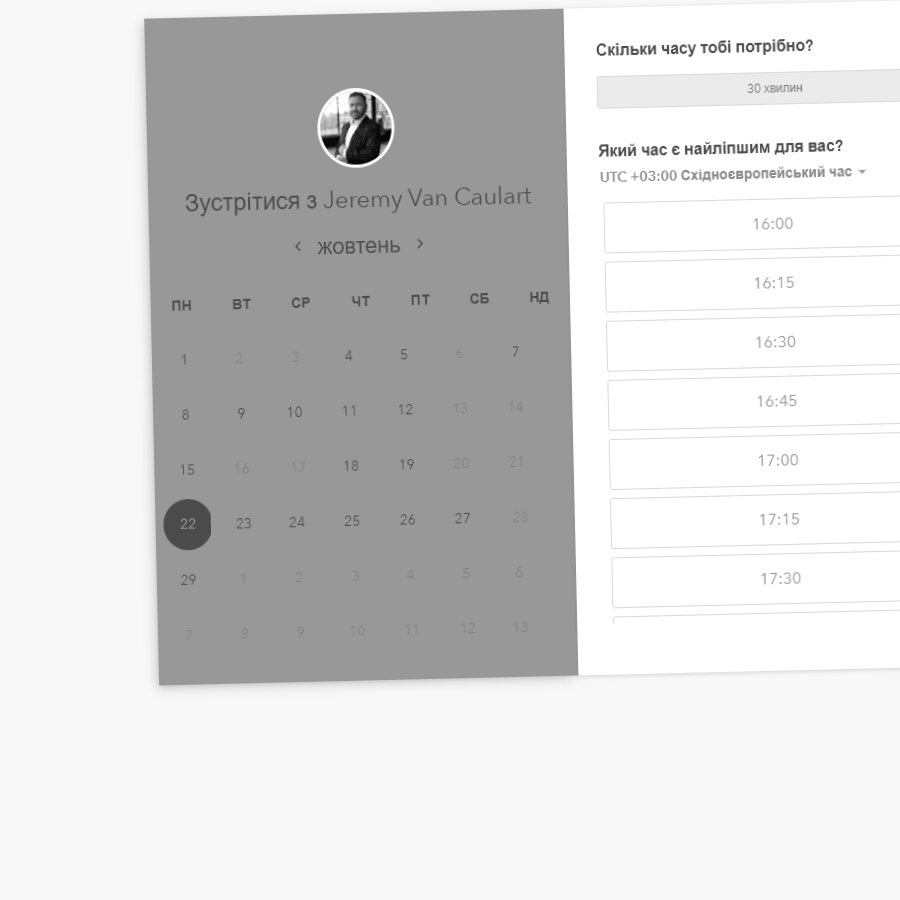 Зустрітися з Jeremy Van Caulart
‹ жовтень ›
ПН ВТ СР ЧТ ПТ СБ НД
1 2 3 4 5 6 7
8 9 10 11 12 13 14
15 16 17 18 19 20 21
22 23 24 25 26 27 28
29 1 2 3 4 5 6
7 8 9 10 11 12 13
Скільки часу тобі потрібно?
30 хвилин
Який час є найліпшим для вас?
UTC +03:00 Східноєвропейський час
16:00
16:15
16:30
16:45
17:00
17:15
17:30